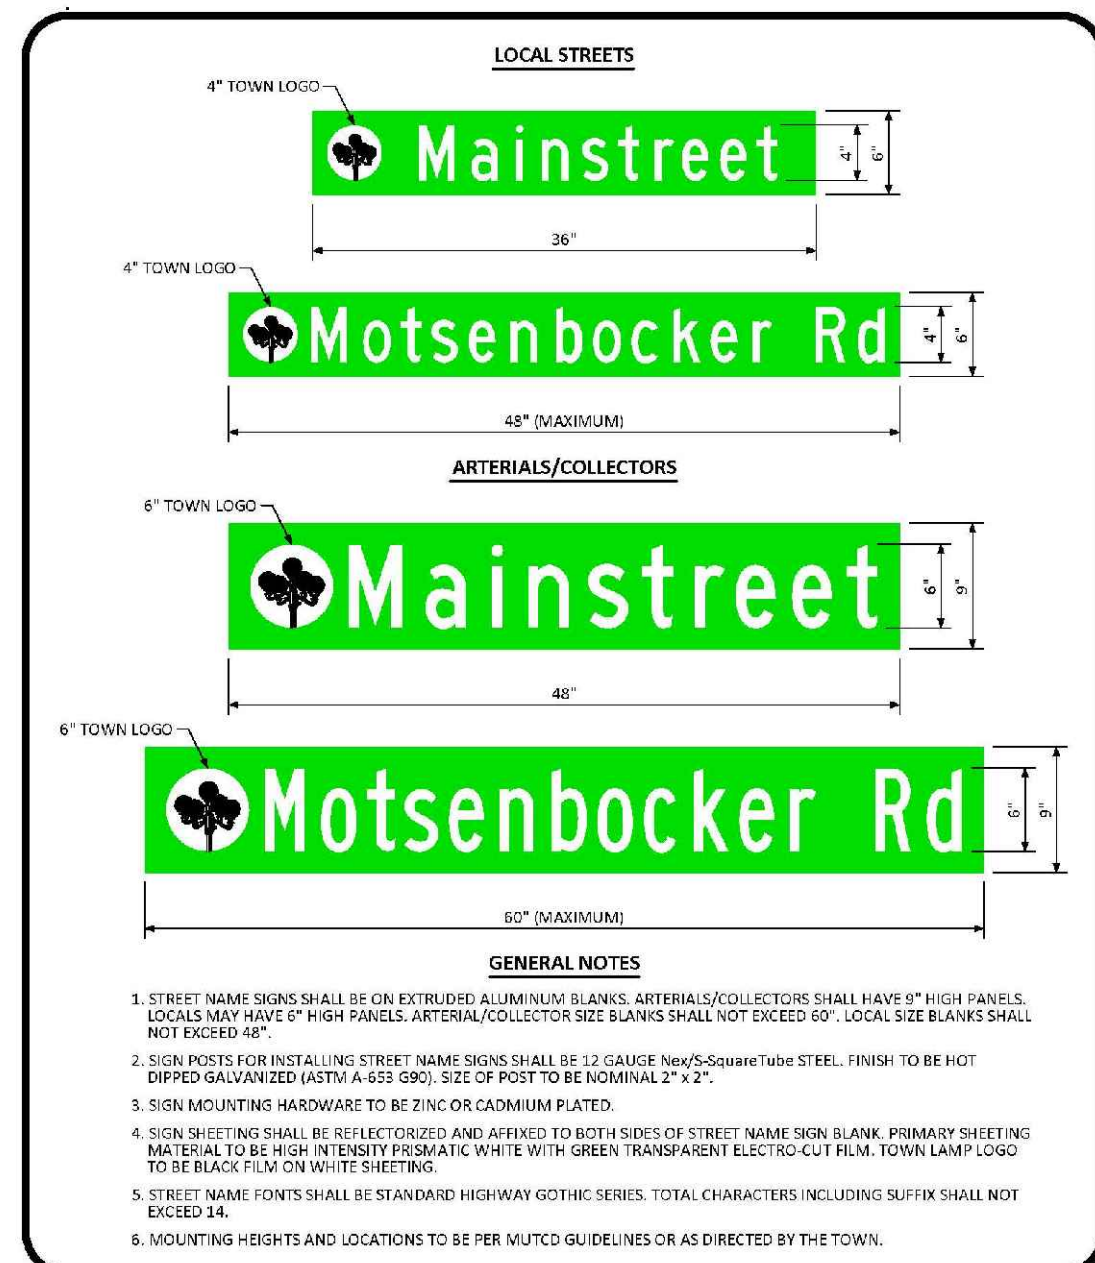 LOCAL STREETS
4" TOWN LOGO
Mainstreet
4"
6"
36"
4" TOWN LOGO
Motsenbocker Rd
4"
6"
48" (MAXIMUM)
ARTERIALS/COLLECTORS
6" TOWN LOGO
Mainstreet
6"
9"
48"
6" TOWN LOGO
Motsenbocker Rd
6"
9"
60" (MAXIMUM)
GENERAL NOTES
1. STREET NAME SIGNS SHALL BE ON EXTRUDED ALUMINUM BLANKS. ARTERIALS/COLLECTORS SHALL HAVE 9" HIGH PANELS.
LOCALS MAY HAVE 6" HIGH PANELS. ARTERIAL/COLLECTOR SIZE BLANKS SHALL NOT EXCEED 60". LOCAL SIZE BLANKS SHALL
NOT EXCEED 48".
2. SIGN POSTS FOR INSTALLING STREET NAME SIGNS SHALL BE 12 GAUGE Nex/S-SquareTube STEEL. FINISH TO BE HOT
DIPPED GALVANIZED (ASTM A-653 G90). SIZE OF POST TO BE NOMINAL 2" x 2".
3. SIGN MOUNTING HARDWARE TO BE ZINC OR CADMIUM PLATED.
4. SIGN SHEETING SHALL BE REFLECTORIZED AND AFFIXED TO BOTH SIDES OF STREET NAME SIGN BLANK. PRIMARY SHEETING
MATERIAL TO BE HIGH INTENSITY PRISMATIC WHITE WITH GREEN TRANSPARENT ELECTRO-CUT FILM. TOWN LAMP LOGO
TO BE BLACK FILM ON WHITE SHEETING.
5. STREET NAME FONTS SHALL BE STANDARD HIGHWAY GOTHIC SERIES. TOTAL CHARACTERS INCLUDING SUFFIX SHALL NOT
EXCEED 14.
6. MOUNTING HEIGHTS AND LOCATIONS TO BE PER MUTCD GUIDELINES OR AS DIRECTED BY THE TOWN.